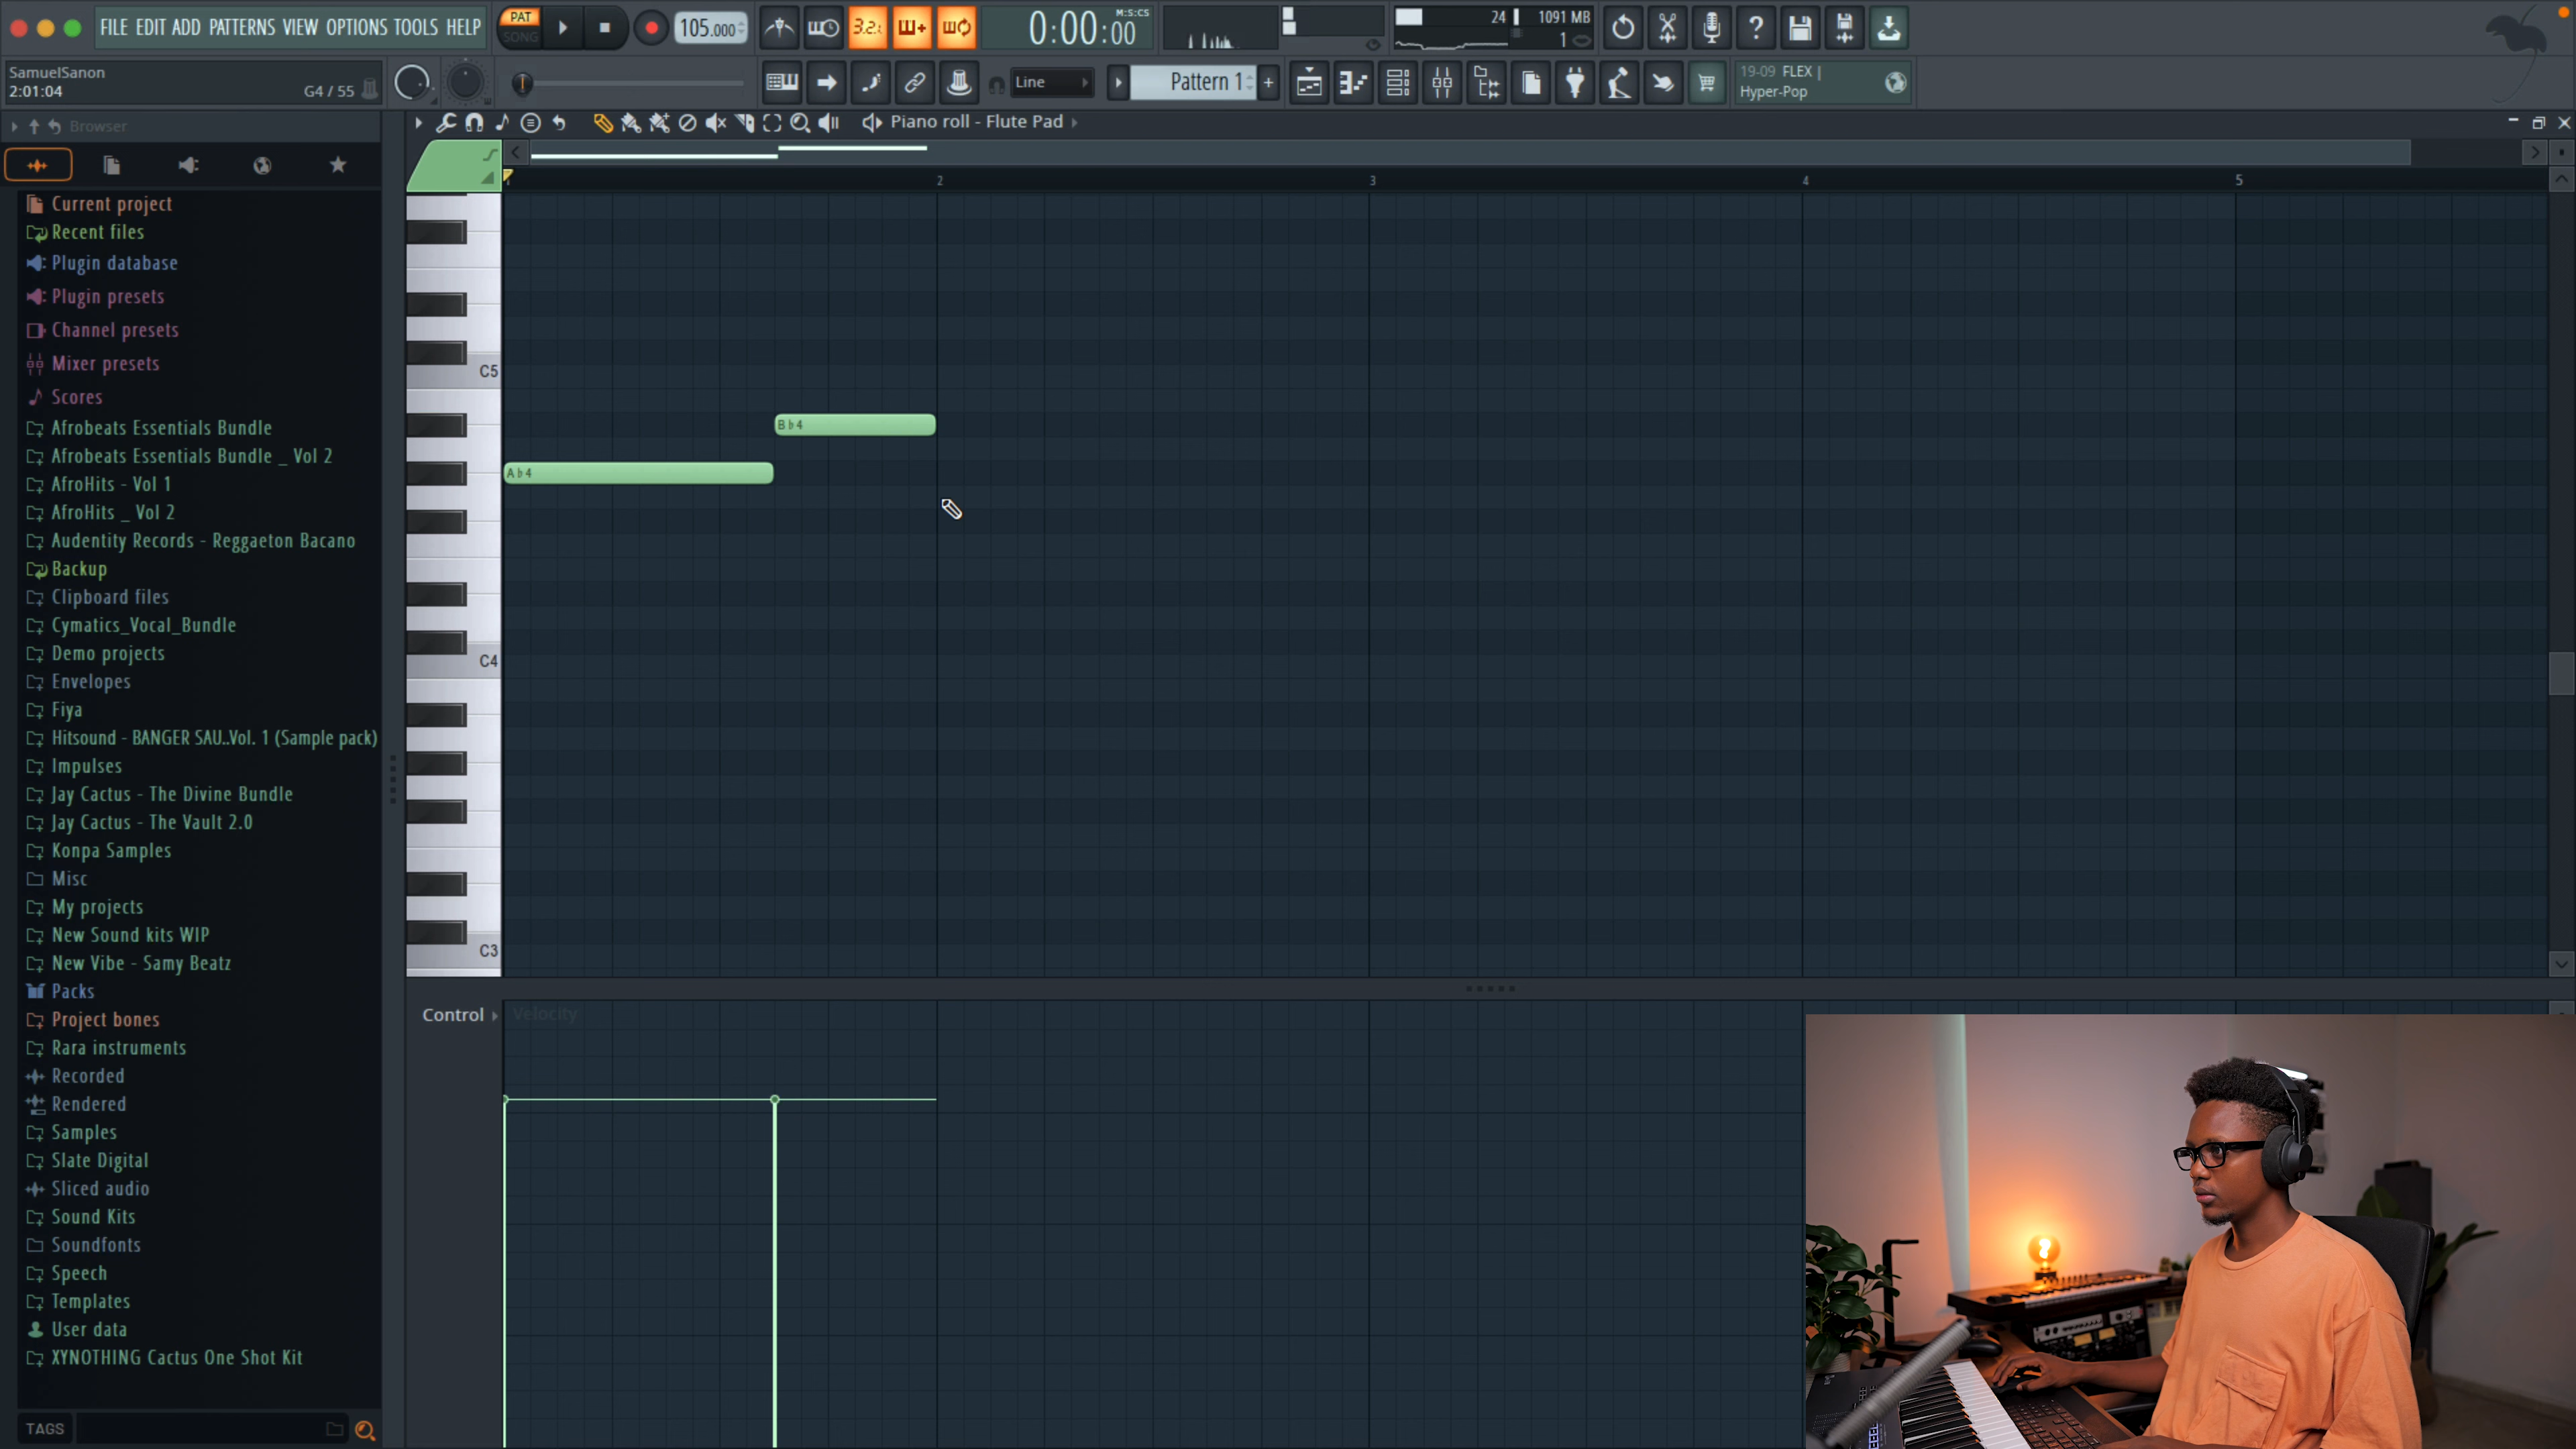 FILE EDIT ADD PATTERNS VIEW OPTIONS TOOLS HELP
PAT
SONG
105.000
3.2.:
0:00:00
M:S:CS
24
1091 MB
1
SamuelSanon
2:01:04
G4 / 55
Line
Pattern 1
+
19-09 FLEX |
Hyper-Pop
Browser
Piano roll - Flute Pad
1
2
3
4
5
Current project
Recent files
Plugin database
Plugin presets
Channel presets
Mixer presets
Scores
Afrobeats Essentials Bundle
Afrobeats Essentials Bundle _ Vol 2
AfroHits - Vol 1
AfroHits _ Vol 2
Audentity Records - Reggaeton Bacano
Backup
Clipboard files
Cymatics_Vocal_Bundle
Demo projects
Envelopes
Fiya
Hitsound - BANGER SAU..Vol. 1 (Sample pack)
Impulses
Jay Cactus - The Divine Bundle
Jay Cactus - The Vault 2.0
Konpa Samples
Misc
My projects
New Sound kits WIP
New Vibe - Samy Beatz
Packs
Project bones
Rara instruments
Recorded
Rendered
Samples
Slate Digital
Sliced audio
Sound Kits
Soundfonts
Speech
Templates
User data
XYNOTHING Cactus One Shot Kit
TAGS
C5
B♭4
A♭4
C4
C3
Control
Velocity